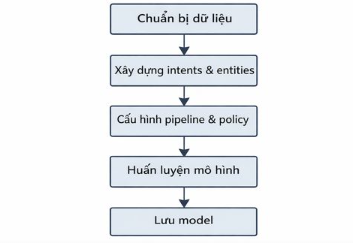 Chuẩn bị dữ liệu
Xây dựng intents & entities
Cấu hình pipeline & policy
Huấn luyện mô hình
Lưu model